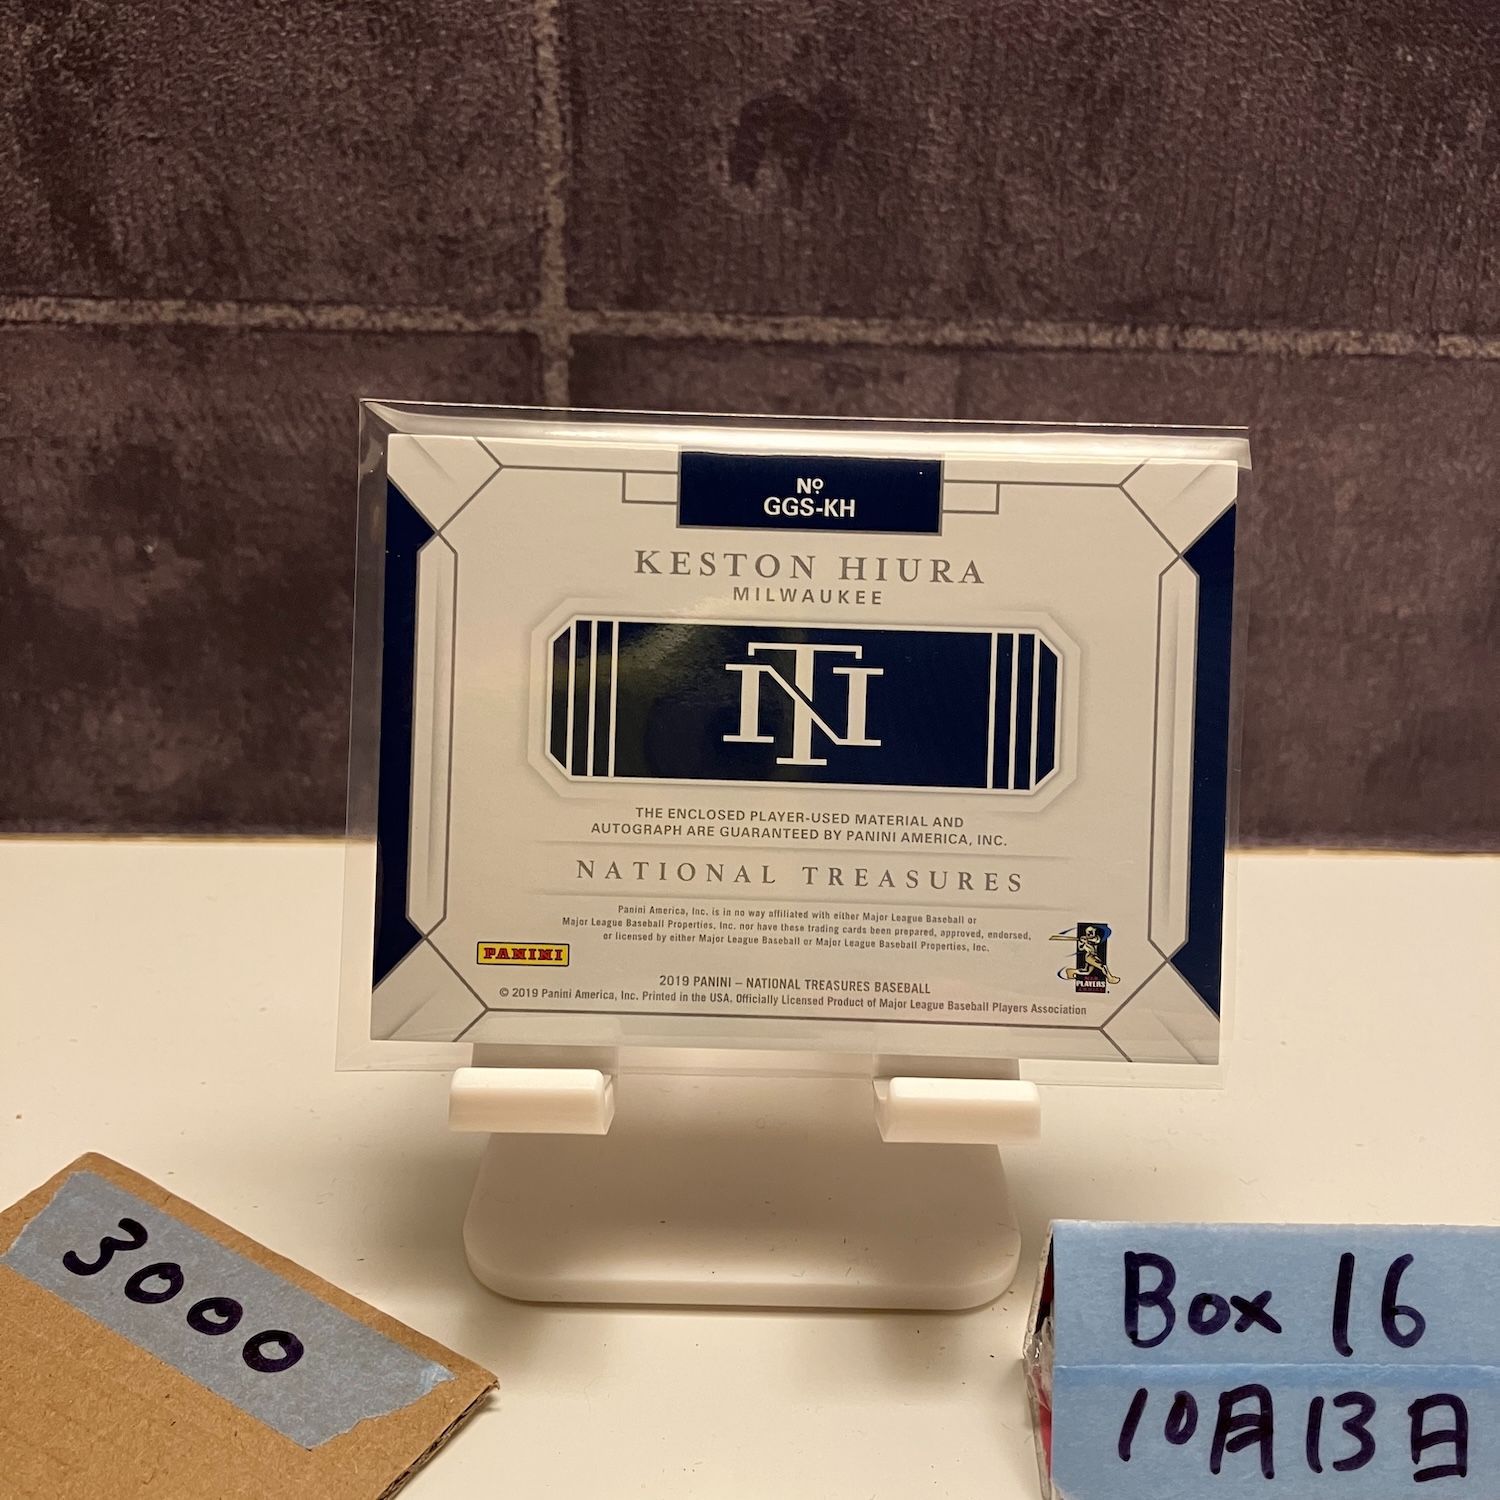 Nº
GGS-KH
KESTON HIURA
MILWAUKEE
NT
THE ENCLOSED PLAYER-USED MATERIAL AND
AUTOGRAPH ARE GUARANTEED BY PANINI AMERICA, INC.
NATIONAL TREASURES
Panini America, Inc. is in no way affiliated with either Major League Baseball or
Major League Baseball Properties, Inc. nor have these trading cards been prepared, approved, endorsed,
or licensed by either Major League Baseball or Major League Baseball Properties, Inc.
PANINI
PLAYERS
2019 PANINI – NATIONAL TREASURES BASEBALL
© 2019 Panini America, Inc. Printed in the USA. Officially Licensed Product of Major League Baseball Players Association
3000
Box 16
10月13日